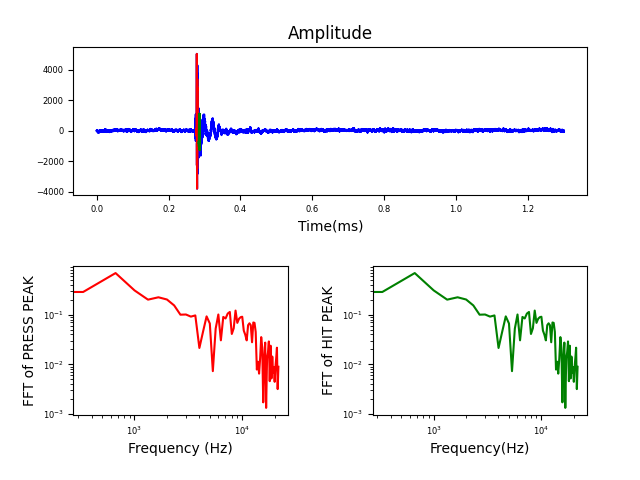 Amplitude
4000
2000
0
−2000
−4000
0.0 0.2 0.4 0.6 0.8 1.0 1.2
Time(ms)
FFT of PRESS PEAK
10⁻¹
10⁻²
10⁻³
10³ 10⁴
Frequency (Hz)
FFT of HIT PEAK
10⁻¹
10⁻²
10⁻³
10³ 10⁴
Frequency(Hz)